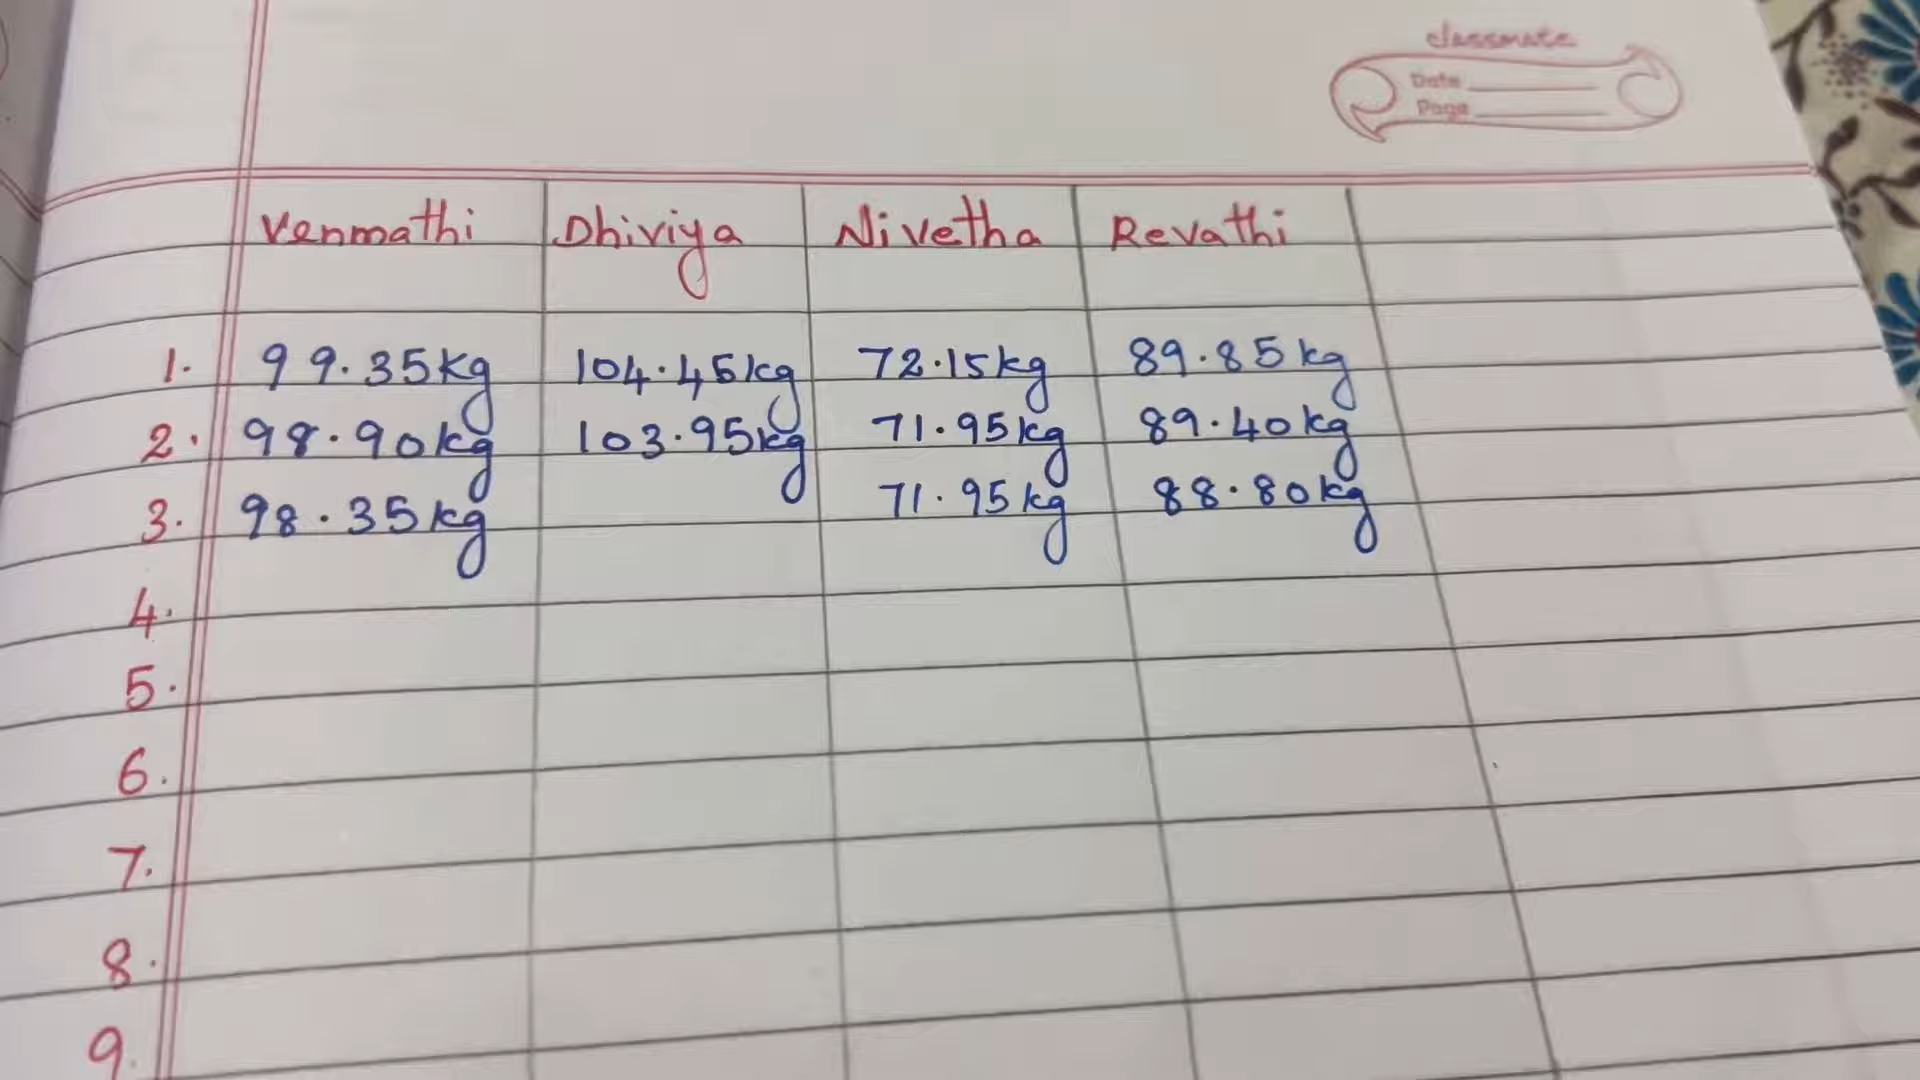 classmate
Date
Page
Venmathi Dhiviya Nivetha Revathi
1. 99.35kg 104.45kg 72.15kg 89.85kg
2. 98.90kg 103.95kg 71.95kg 89.40kg
3. 98.35kg 71.95kg 88.80kg
4.
5.
6.
7.
8.
9.